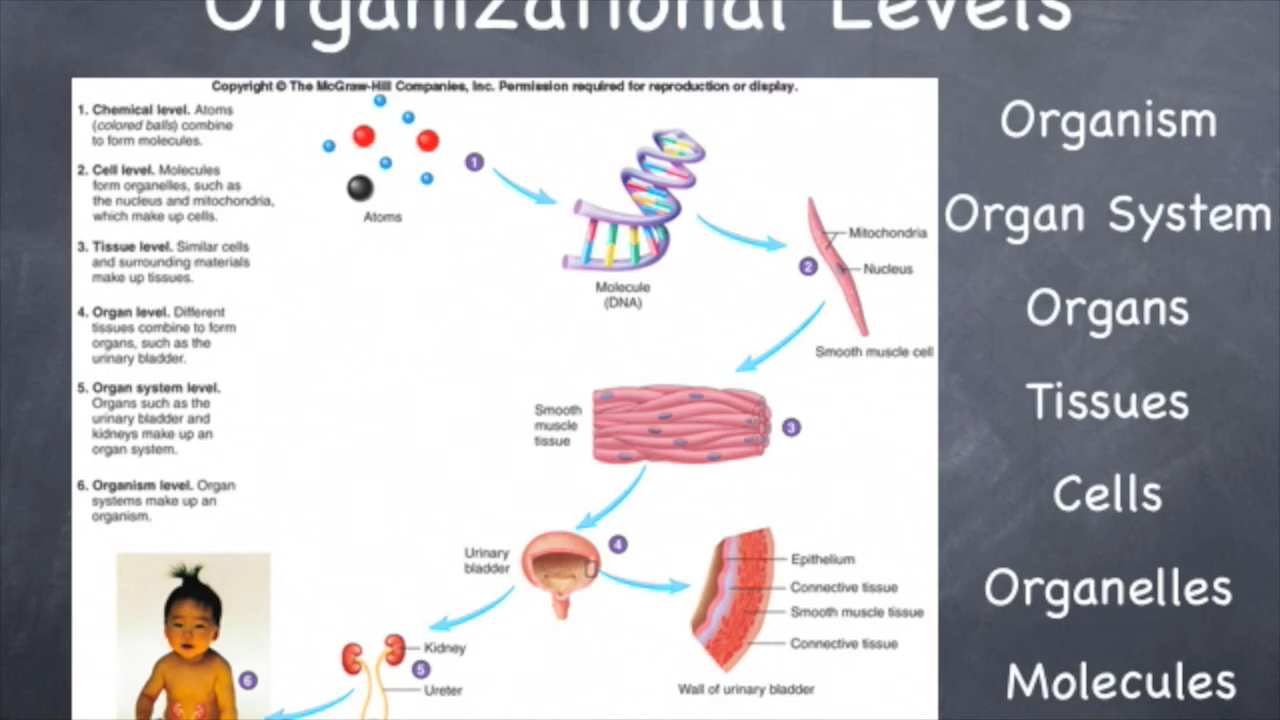 Organizational Levels
Copyright © The McGraw-Hill Companies, Inc. Permission required for reproduction or display.
1. Chemical level. Atoms
(colored balls) combine
to form molecules.
2. Cell level. Molecules
form organelles, such as
the nucleus and mitochondria,
which make up cells.
3. Tissue level. Similar cells
and surrounding materials
make up tissues.
4. Organ level. Different
tissues combine to form
organs, such as the
urinary bladder.
5. Organ system level.
Organs such as the
urinary bladder and
kidneys make up an
organ system.
6. Organism level. Organ
systems make up an
organism.
Atoms
1
Molecule
(DNA)
Mitochondria
2
Nucleus
Smooth muscle cell
Smooth
muscle
tissue
3
Urinary
bladder
4
Epithelium
Connective tissue
Smooth muscle tissue
Connective tissue
Wall of urinary bladder
Kidney
5
Ureter
6
Organism
Organ System
Organs
Tissues
Cells
Organelles
Molecules